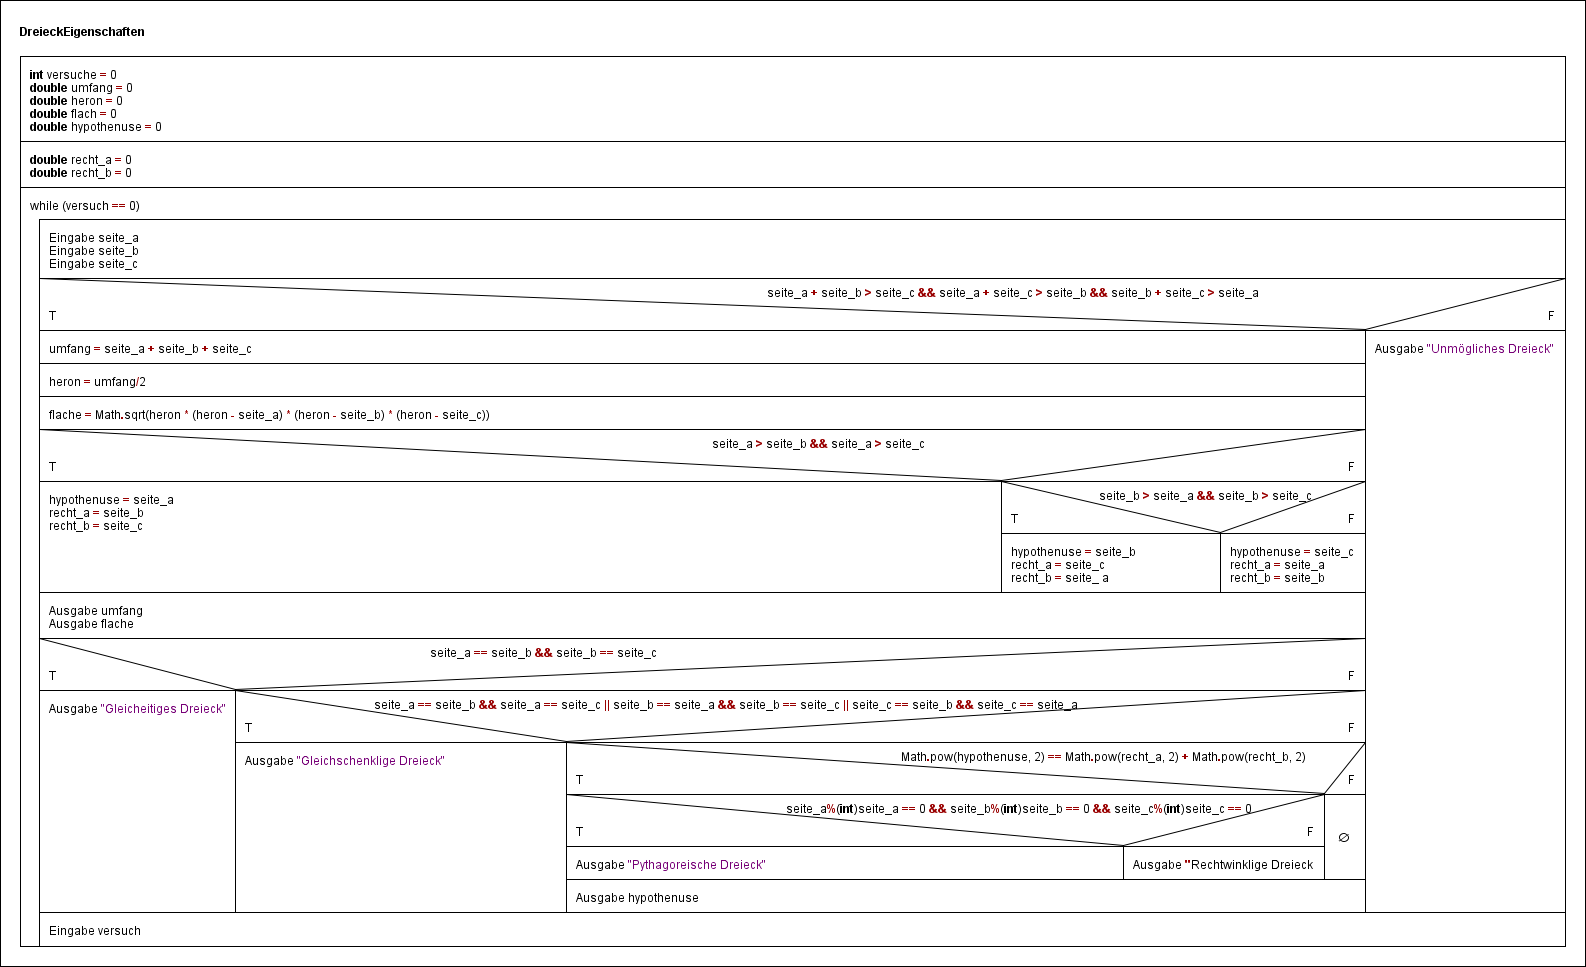 DreieckEigenschaften
int versuche = 0
double umfang = 0
double heron = 0
double flach = 0
double hypothenuse = 0
double recht_a = 0
double recht_b = 0
while (versuch == 0)
Eingabe seite_a
Eingabe seite_b
Eingabe seite_c
seite_a + seite_b > seite_c && seite_a + seite_c > seite_b && seite_b + seite_c > seite_a
T
F
umfang = seite_a + seite_b + seite_c
Ausgabe "Unmögliches Dreieck"
heron = umfang/2
flache = Math.sqrt(heron * (heron - seite_a) * (heron - seite_b) * (heron - seite_c))
seite_a > seite_b && seite_a > seite_c
T
F
hypothenuse = seite_a
recht_a = seite_b
recht_b = seite_c
seite_b > seite_a && seite_b > seite_c
T
F
hypothenuse = seite_b
recht_a = seite_c
recht_b = seite_ a
hypothenuse = seite_c
recht_a = seite_a
recht_b = seite_b
Ausgabe umfang
Ausgabe flache
seite_a == seite_b && seite_b == seite_c
T
F
Ausgabe "Gleicheitiges Dreieck"
seite_a == seite_b && seite_a == seite_c || seite_b == seite_a && seite_b == seite_c || seite_c == seite_b && seite_c == seite_a
T
F
Ausgabe "Gleichschenklige Dreieck"
Math.pow(hypothenuse, 2) == Math.pow(recht_a, 2) + Math.pow(recht_b, 2)
T
F
seite_a%(int)seite_a == 0 && seite_b%(int)seite_b == 0 && seite_c%(int)seite_c == 0
T
F
∅
Ausgabe "Pythagoreische Dreieck"
Ausgabe "Rechtwinklige Dreieck
Ausgabe hypothenuse
Eingabe versuch